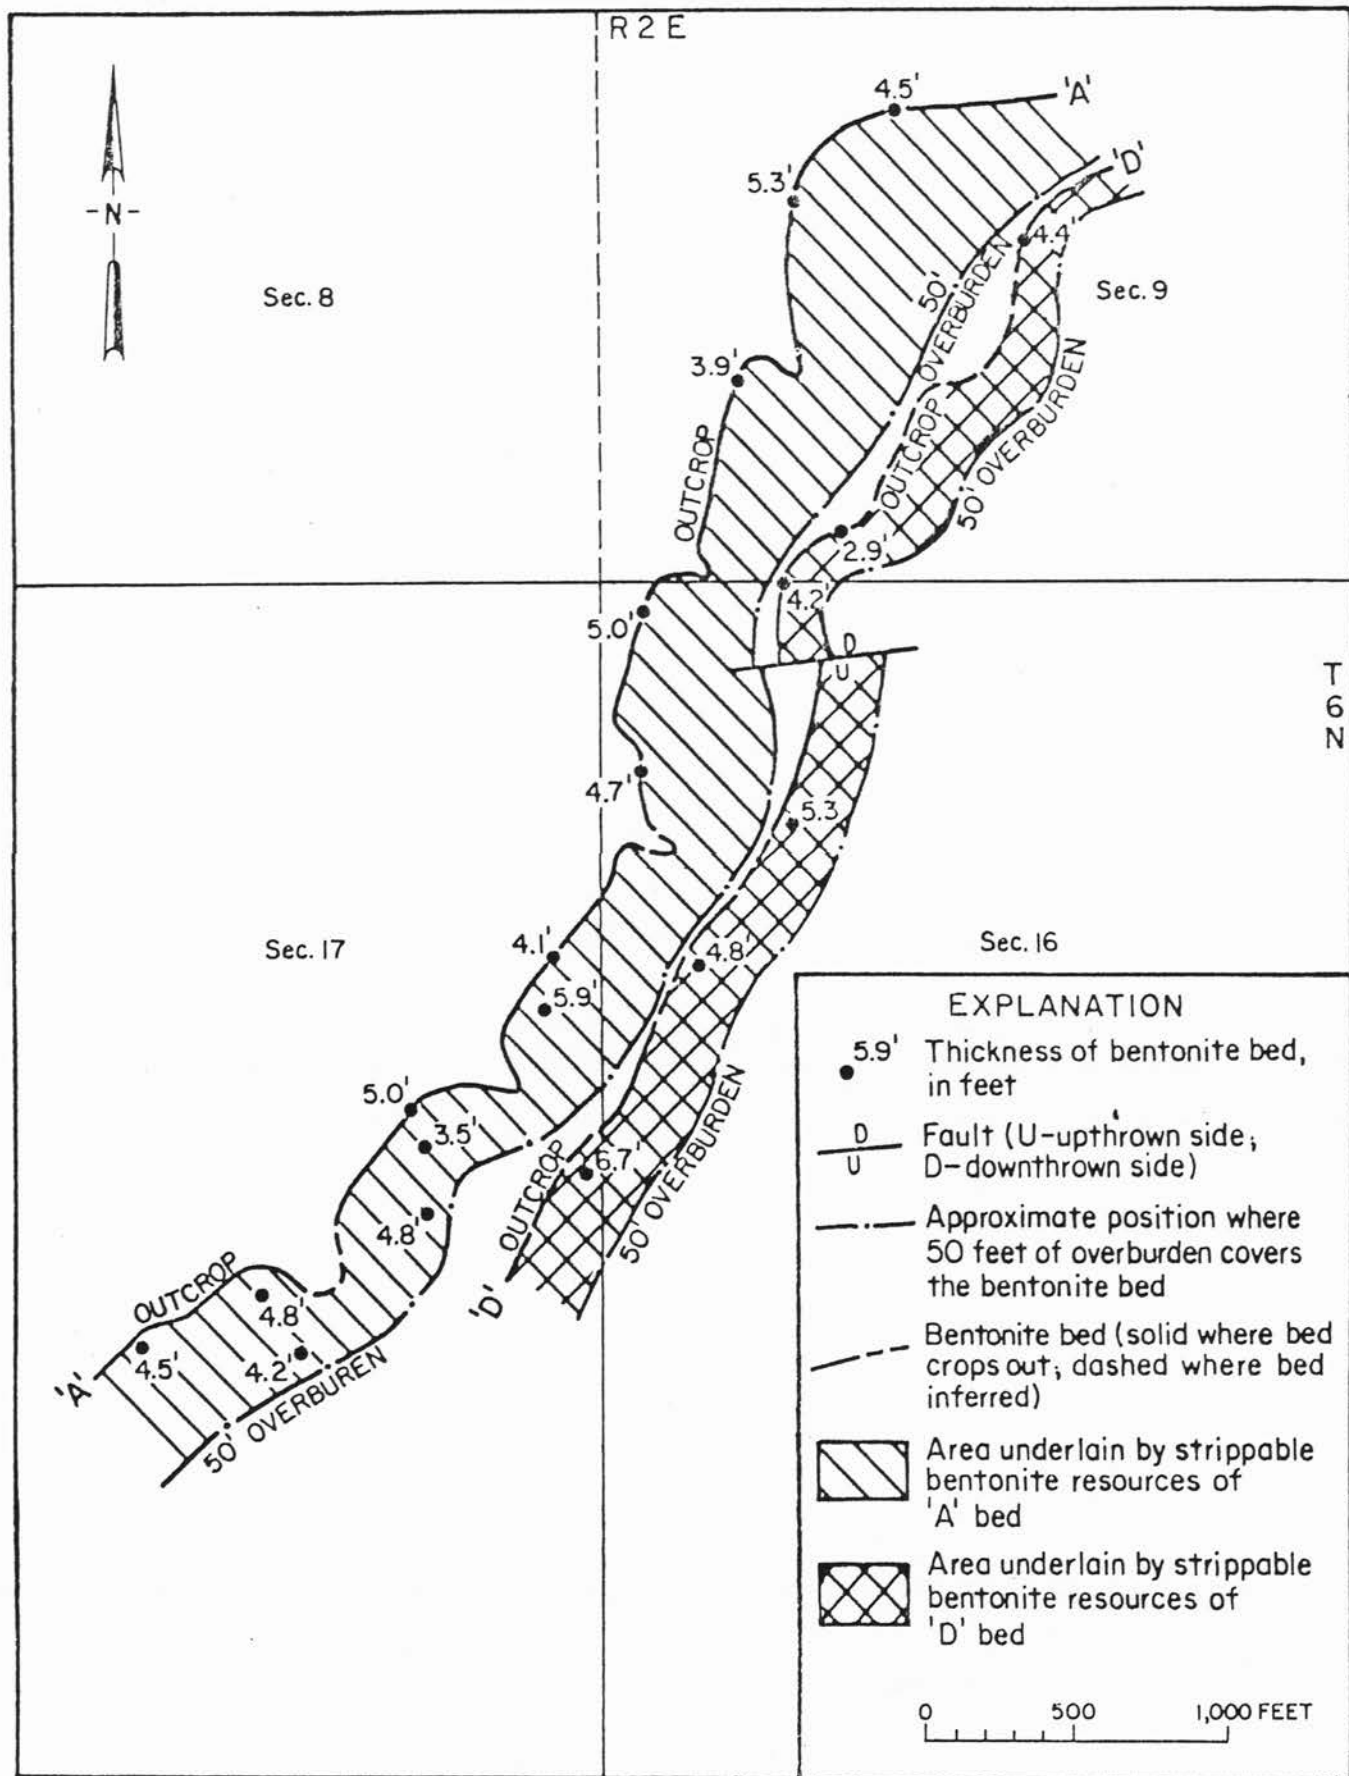 R 2 E
4.5'
'A'
5.3'
'D'
-N-
4.4'
Sec. 8
50' OVERBURDEN
Sec. 9
3.9'
OUTCROP
OUTCROP
50' OVERBURDEN
2.9'
4.2'
5.0'
D
U
T
6
N
4.7'
5.3
Sec. 17
4.1'
4.8'
Sec. 16
5.9'
5.0'
3.5'
OUTCROP
6.7'
50' OVERBURDEN
4.8'
'D'
OUTCROP
4.8'
4.5'
4.2'
'A'
50' OVERBUREN
EXPLANATION
5.9' Thickness of bentonite bed,
in feet
D
U
Fault (U-upthrown side;
D-downthrown side)
Approximate position where
50 feet of overburden covers
the bentonite bed
Bentonite bed (solid where bed
crops out; dashed where bed
inferred)
Area underlain by strippable
bentonite resources of
'A' bed
Area underlain by strippable
bentonite resources of
'D' bed
0 500 1,000 FEET